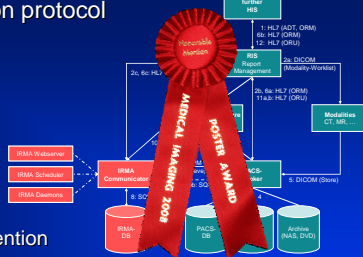 on protocol
further
HIS
1: HL7 (ADT, ORM)
6b: HL7 (ORM)
12: HL7 (ORU)
RIS
Report
Management
2a: DICOM
(Modality-Worklist)
2c, 6c: HL7
2b, 6a: HL7 (ORM)
11a,b: HL7 (ORU)
Honorable
Mention
MEDICAL IMAGING 2008
POSTER AWARD
Modalities
CT, MR, ...
10
IRMA Webserver
IRMA Scheduler
IRMA Daemons
IRMA
Communicator
PACS-
5: DICOM (Store)
8: SQ
4
IRMA-
DB
PACS-
DB
Archive
(NAS, DVD)
ention